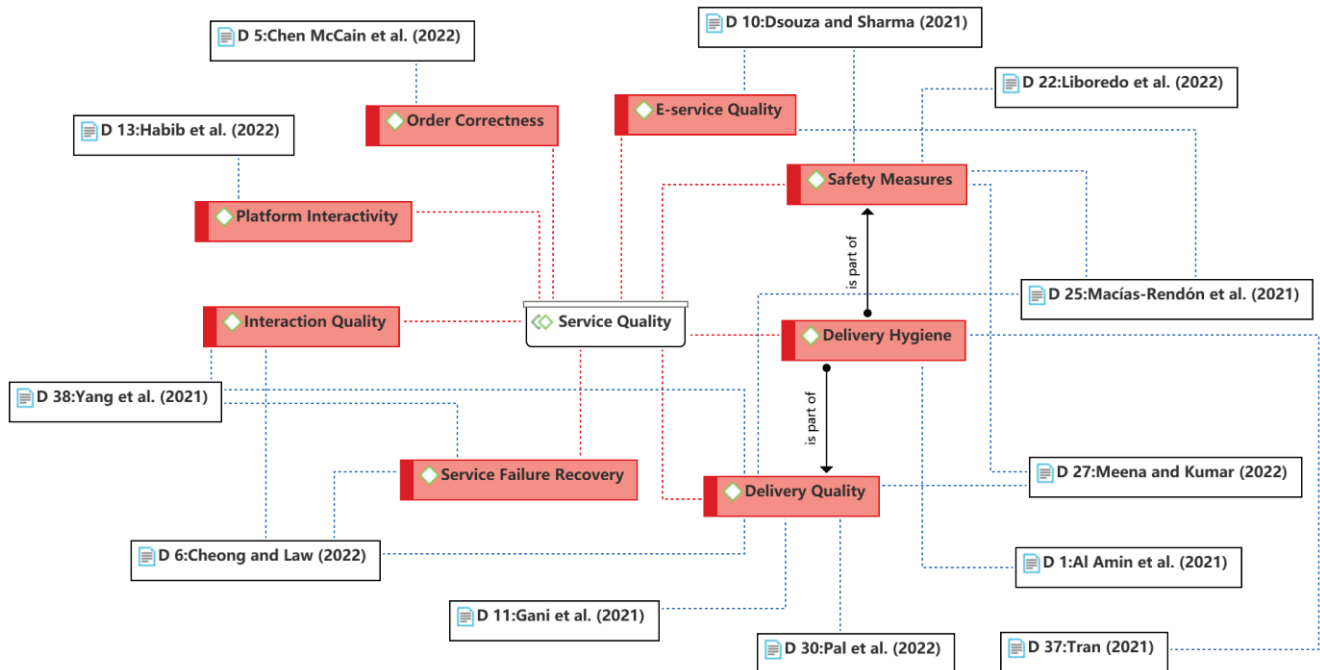 D 10:Dsouza and Sharma (2021)
D 5:Chen McCain et al. (2022)
D 22:Liboredo et al. (2022)
E-service Quality
Order Correctness
D 13:Habib et al. (2022)
Safety Measures
Platform Interactivity
is part of
D 25:Macías-Rendón et al. (2021)
Interaction Quality
Service Quality
Delivery Hygiene
D 38:Yang et al. (2021)
is part of
Service Failure Recovery
D 27:Meena and Kumar (2022)
Delivery Quality
D 6:Cheong and Law (2022)
D 1:Al Amin et al. (2021)
D 11:Gani et al. (2021)
D 30:Pal et al. (2022)
D 37:Tran (2021)